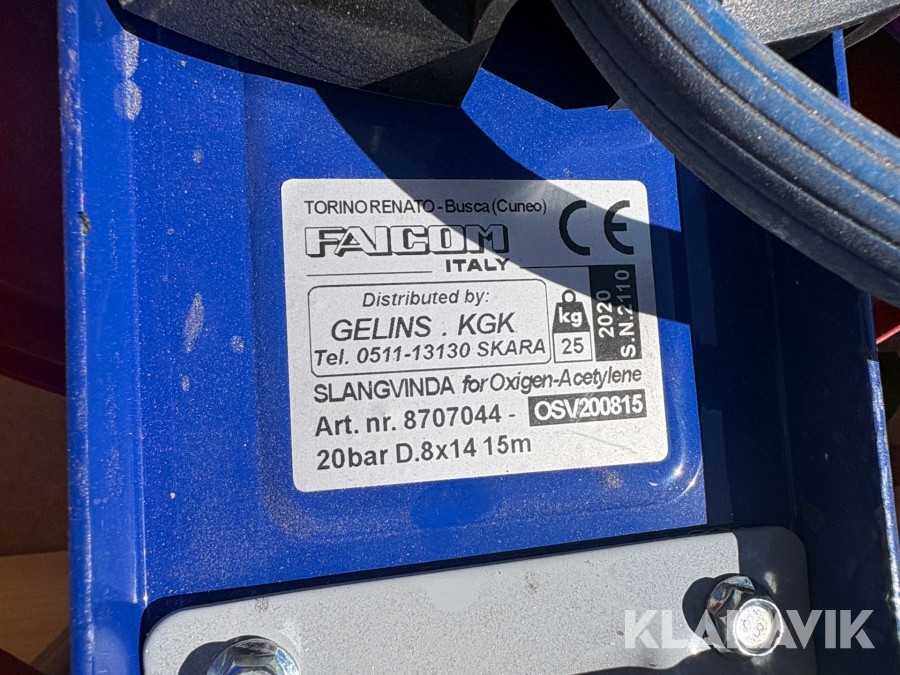 TORINO RENATO - Busca (Cuneo)
CE
FAICOM
ITALY
Distributed by:
GELINS . KGK
Tel. 0511-13130 SKARA
kg
25
2020
S.N.2110
SLANGVINDA for Oxigen-Acetylene
Art. nr. 8707044 - OSV200815
20bar D.8x14 15m
KLARAVIK